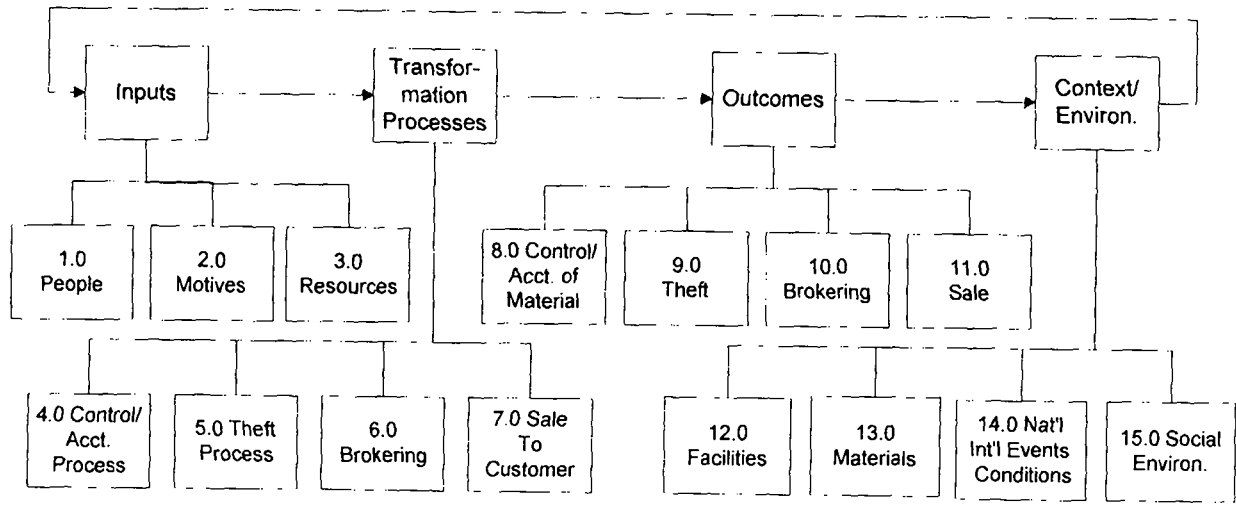 Inputs
Transfor-
mation
Processes
Outcomes
Context/
Environ.
1.0
People
2.0
Motives
3.0
Resources
8.0 Control/
Acct. of
Material
9.0
Theft
10.0
Brokering
11.0
Sale
4.0 Control/
Acct.
Process
5.0 Theft
Process
6.0
Brokering
7.0 Sale
To
Customer
12.0
Facilities
13.0
Materials
14.0 Nat'l
Int'l Events
Conditions
15.0 Social
Environ.